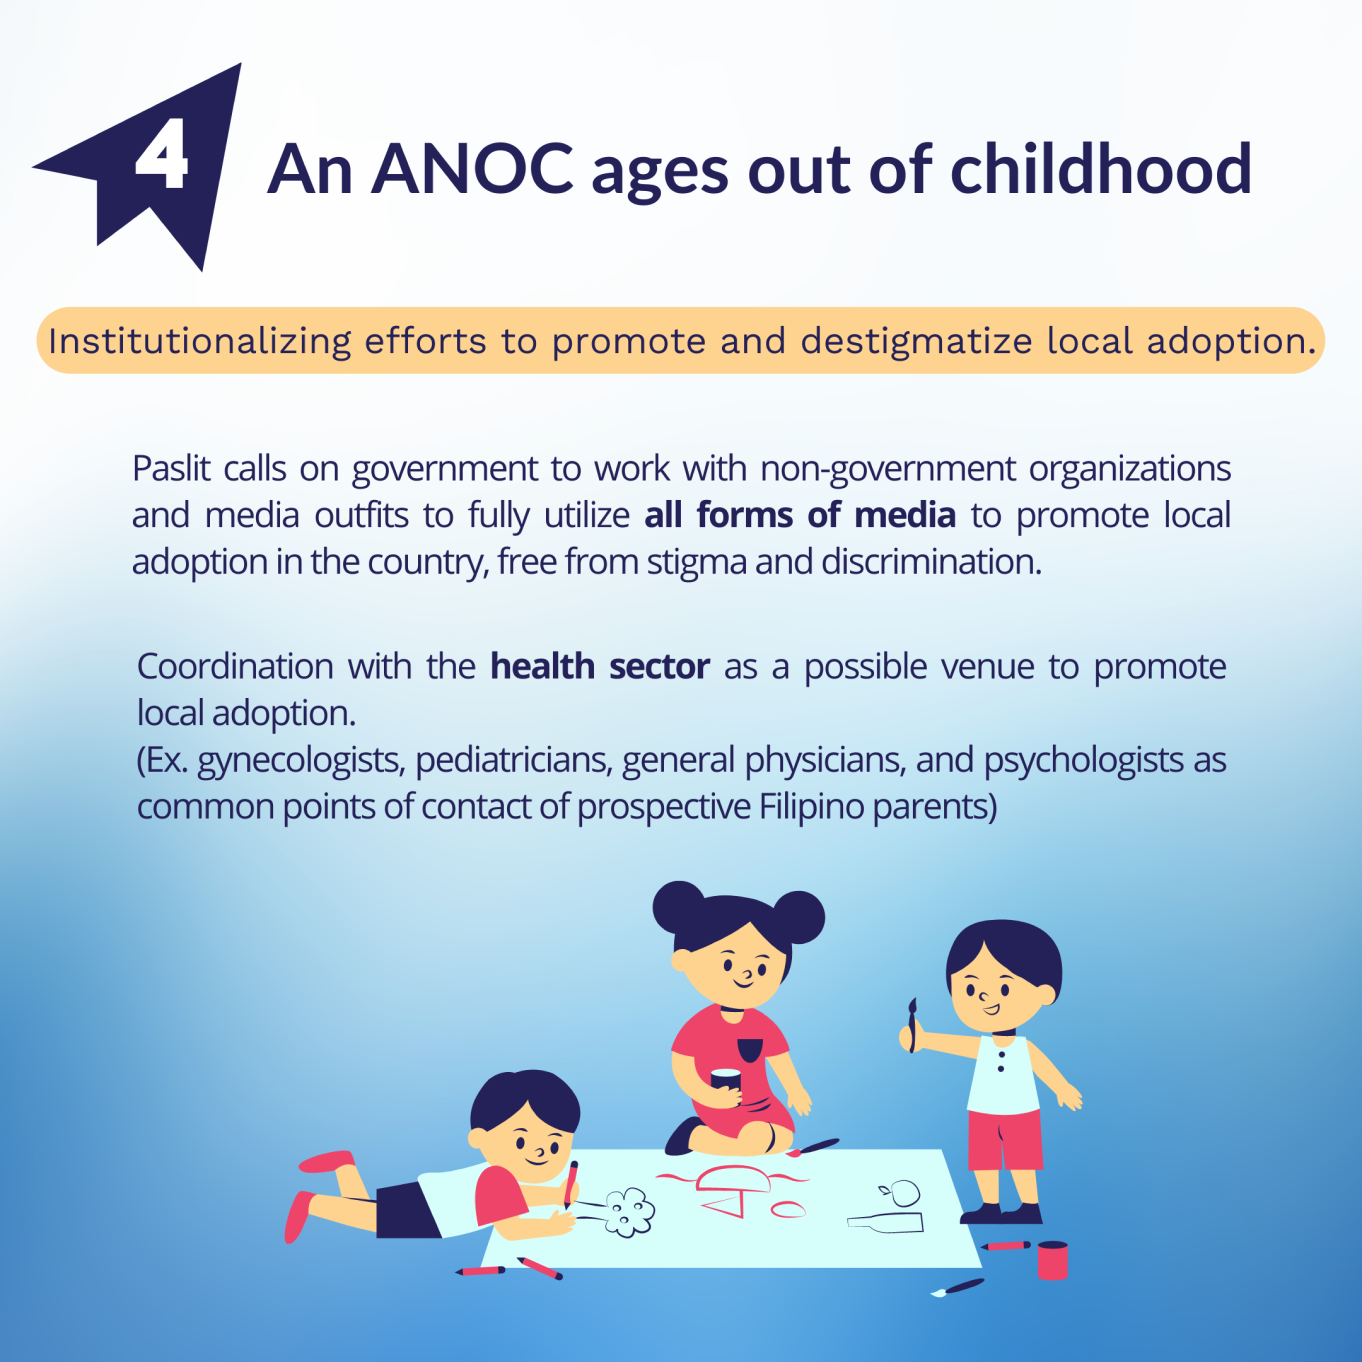 4
An ANOC ages out of childhood
Institutionalizing efforts to promote and destigmatize local adoption.
Paslit calls on government to work with non-government organizations
and media outfits to fully utilize all forms of media to promote local
adoption in the country, free from stigma and discrimination.
Coordination with the health sector as a possible venue to promote
local adoption.
(Ex. gynecologists, pediatricians, general physicians, and psychologists as
common points of contact of prospective Filipino parents)